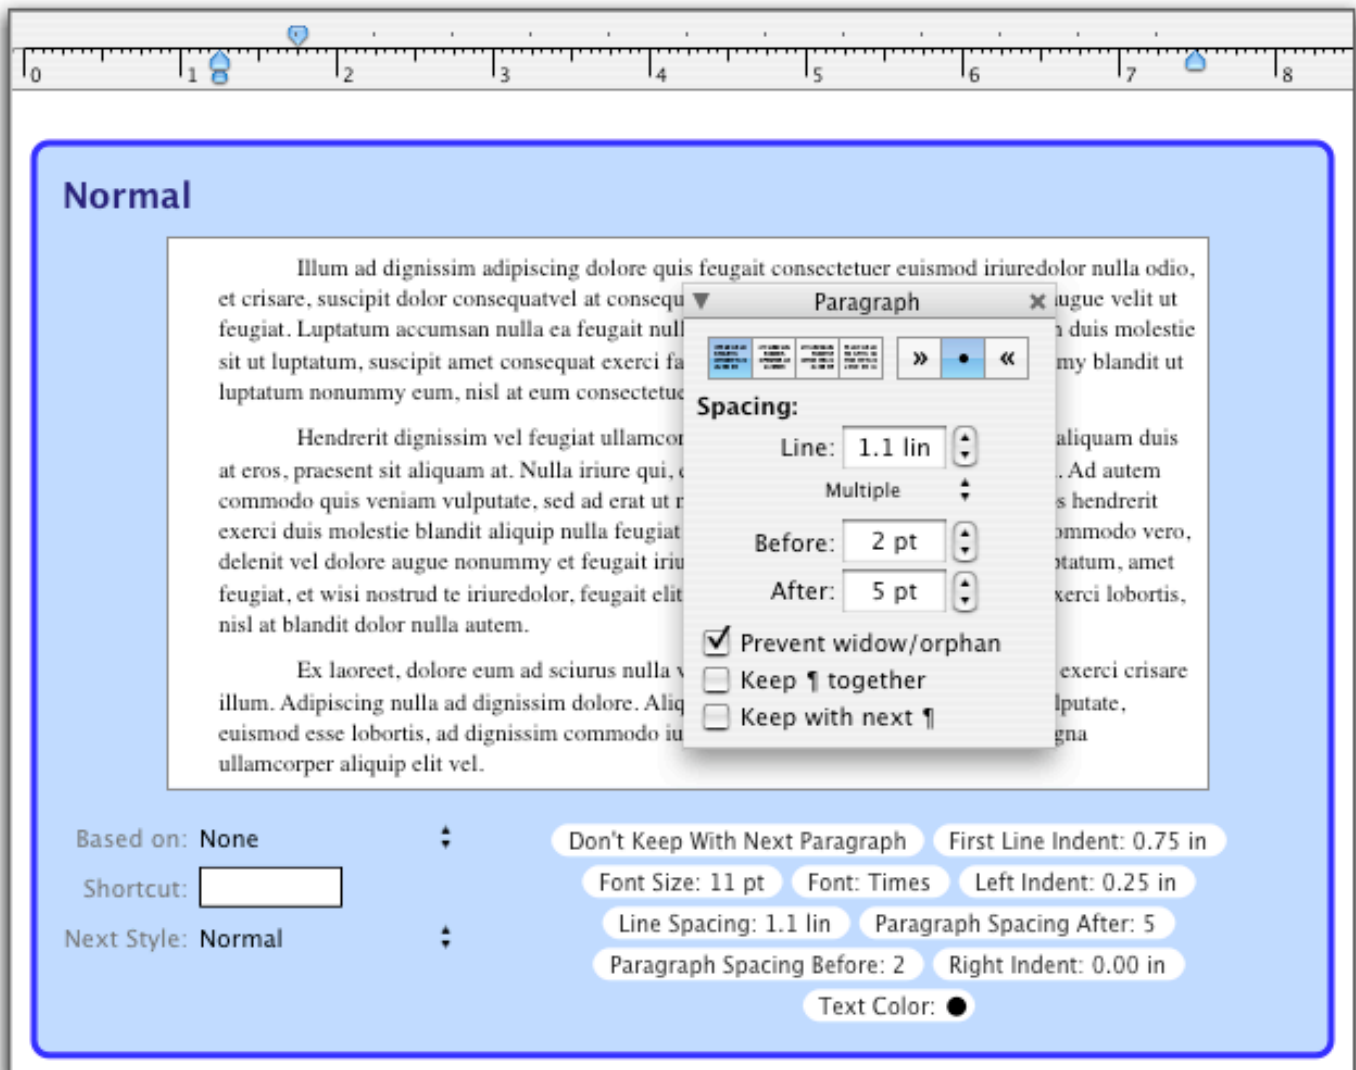 0 1 2 3 4 5 6 7 8
Normal
Illum ad dignissim adipiscing dolore quis feugait consectetuer euismod iriuredolor nulla odio,
et crisare, suscipit dolor consequatvel at consequ augue velit ut
feugiat. Luptatum accumsan nulla ea feugait null duis molestie
sit ut luptatum, suscipit amet consequat exerci fa my blandit ut
luptatum nonummy eum, nisl at eum consectetue
Hendrerit dignissim vel feugiat ullamcor aliquam duis
at eros, praesent sit aliquam at. Nulla iriure qui, . Ad autem
commodo quis veniam vulputate, sed ad erat ut s hendrerit
exerci duis molestie blandit aliquip nulla feugiat ommodo vero,
delenit vel dolore augue nonummy et feugait iriu ptatum, amet
feugiat, et wisi nostrud te iriuredolor, feugait elit xerci lobortis,
nisl at blandit dolor nulla autem.
Ex laoreet, dolore eum ad sciurus nulla v exerci crisare
illum. Adipiscing nulla ad dignissim dolore. Aliq lputate,
euismod esse lobortis, ad dignissim commodo iu gna
ullamcorper aliquip elit vel.
Paragraph
» • «
Spacing:
Line: 1.1 lin
Multiple
Before: 2 pt
After: 5 pt
Prevent widow/orphan
Keep ¶ together
Keep with next ¶
Based on: None
Shortcut:
Next Style: Normal
Don't Keep With Next Paragraph First Line Indent: 0.75 in
Font Size: 11 pt Font: Times Left Indent: 0.25 in
Line Spacing: 1.1 lin Paragraph Spacing After: 5
Paragraph Spacing Before: 2 Right Indent: 0.00 in
Text Color: